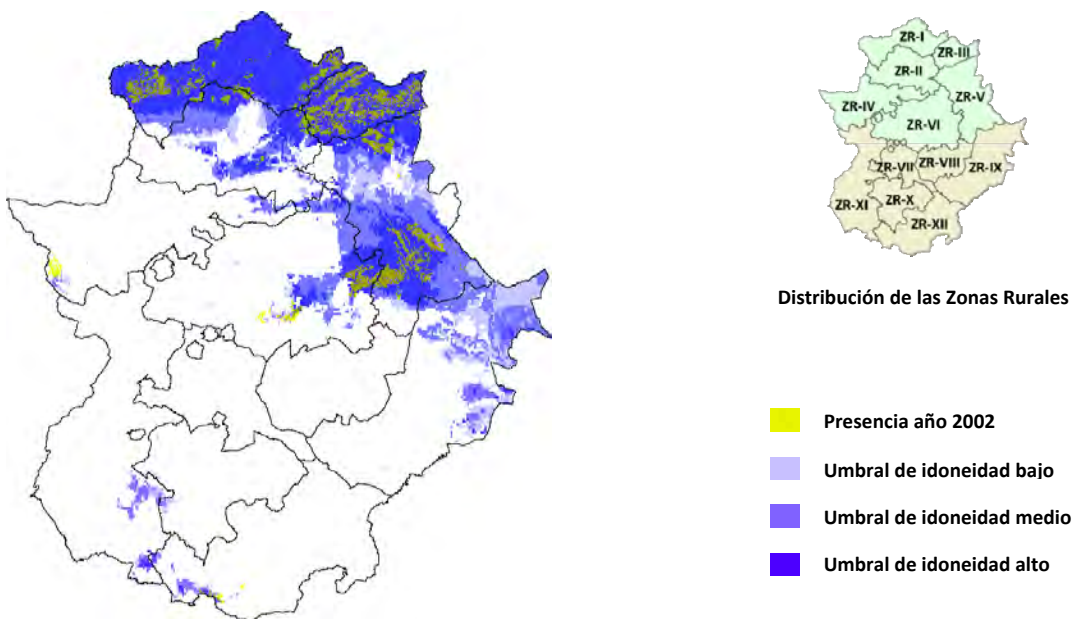 ZR-I
ZR-III
ZR-II
ZR-V
ZR-IV
ZR-VI
ZR-VII
ZR-VIII
ZR-IX
ZR-XI
ZR-X
ZR-XII
Distribución de las Zonas Rurales
Presencia año 2002
Umbral de idoneidad bajo
Umbral de idoneidad medio
Umbral de idoneidad alto